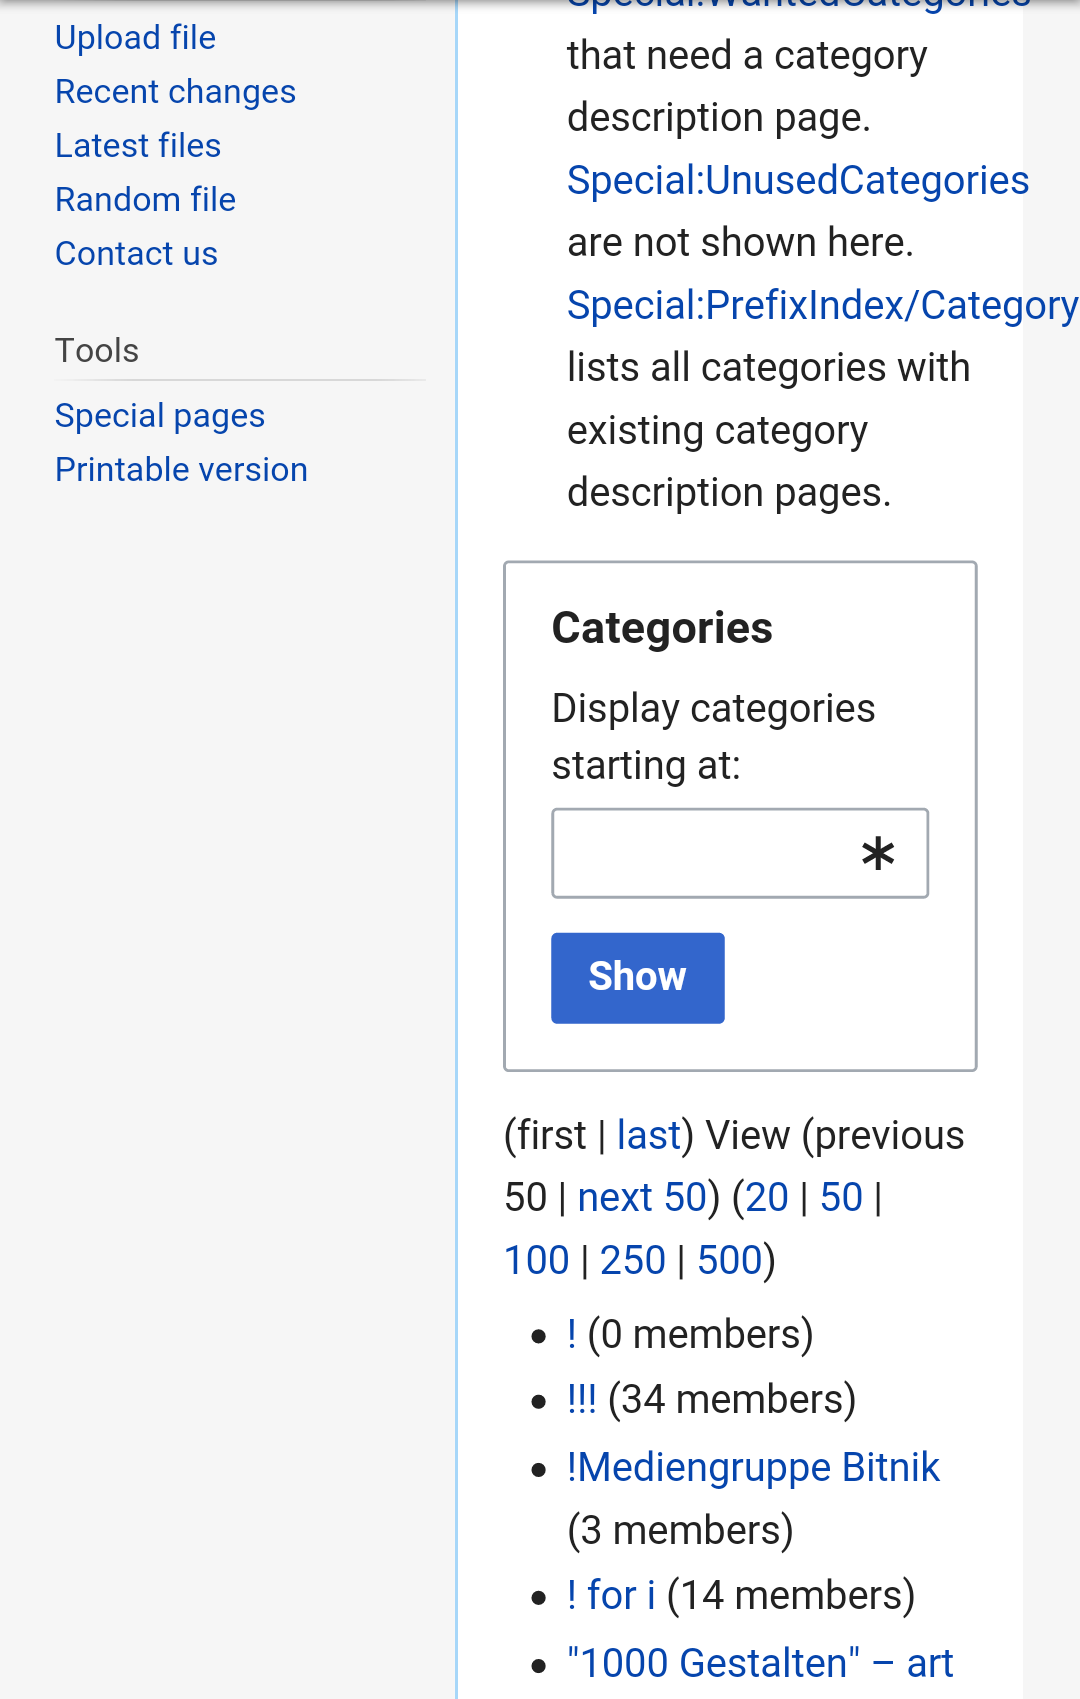 Upload file
Recent changes
Latest files
Random file
Contact us
Tools
Special pages
Printable version
Special:WantedCategories
that need a category
description page.
Special:UnusedCategories
are not shown here.
Special:PrefixIndex/Category
lists all categories with
existing category
description pages.
Categories
Display categories
starting at:
*
Show
(first | last) View (previous
50 | next 50) (20 | 50 |
100 | 250 | 500)
• ! (0 members)
• !!! (34 members)
• !Mediengruppe Bitnik
(3 members)
• ! for i (14 members)
• "1000 Gestalten" – art